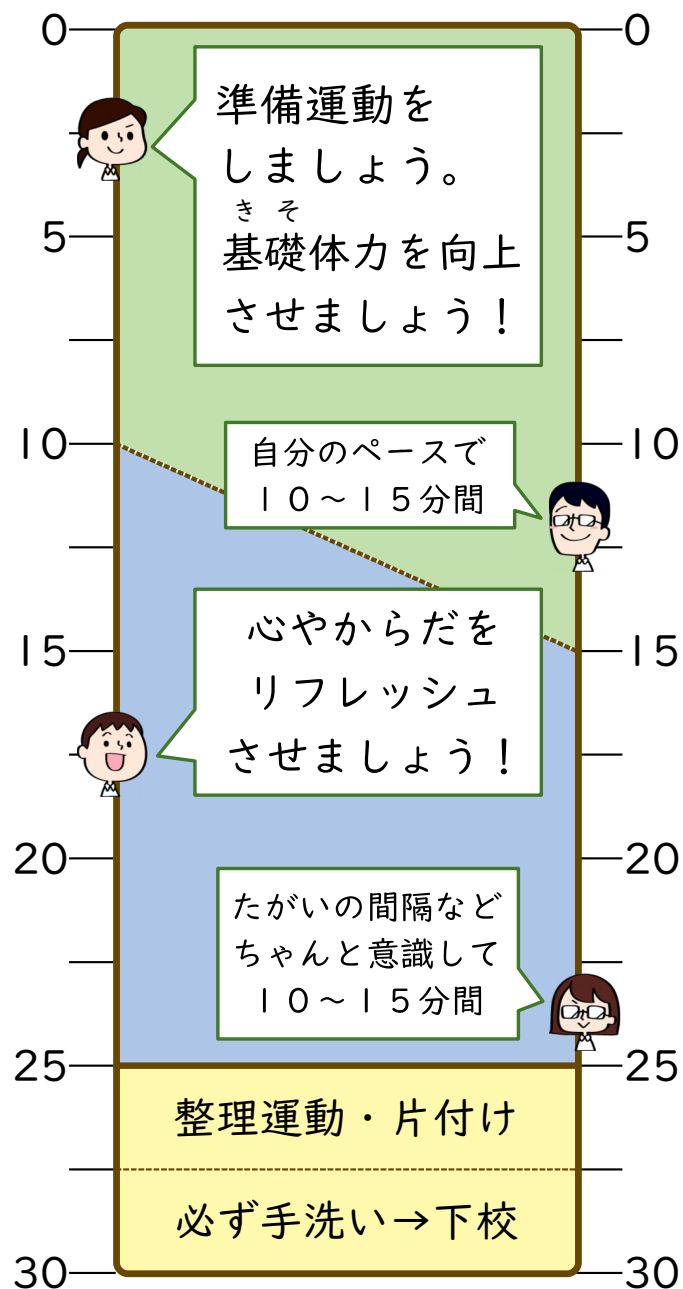 0
0
準備運動を
しましょう。
きそ
基礎体力を向上
させましょう！
5
5
10
10
自分のペースで
１０～１５分間
心やからだを
リフレッシュ
させましょう！
15
15
20
20
たがいの間隔など
ちゃんと意識して
１０～１５分間
25
25
整理運動・片付け
必ず手洗い→下校
30
30